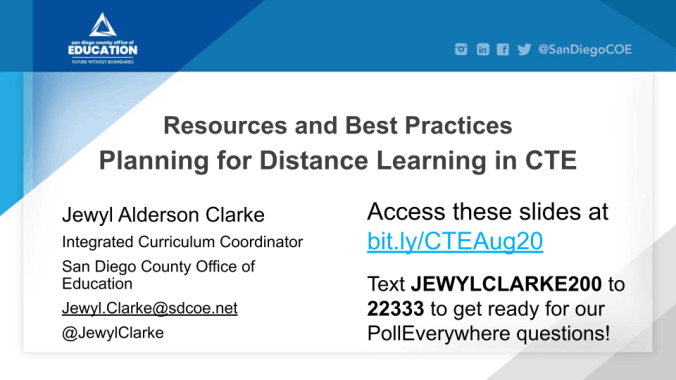 san diego county office of
EDUCATION
FUTURE WITHOUT BOUNDARIES
@SanDiegoCOE
Resources and Best Practices
Planning for Distance Learning in CTE
Jewyl Alderson Clarke
Integrated Curriculum Coordinator
San Diego County Office of
Education
Jewyl.Clarke@sdcoe.net
@JewylClarke
Access these slides at
bit.ly/CTEAug20
Text JEWYLCLARKE200 to
22333 to get ready for our
PollEverywhere questions!